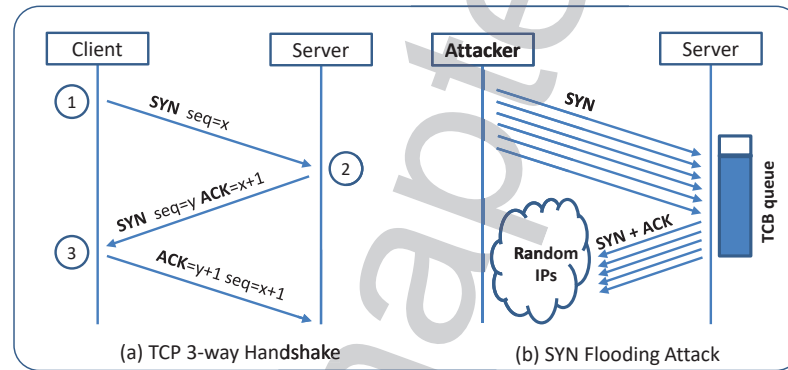 Client
Server
1
SYN seq=x
2
SYN seq=y ACK=x+1
3
ACK=y+1 seq=x+1
(a) TCP 3-way Handshake
Attacker
Server
SYN
TCB queue
SYN + ACK
Random
IPs
(b) SYN Flooding Attack